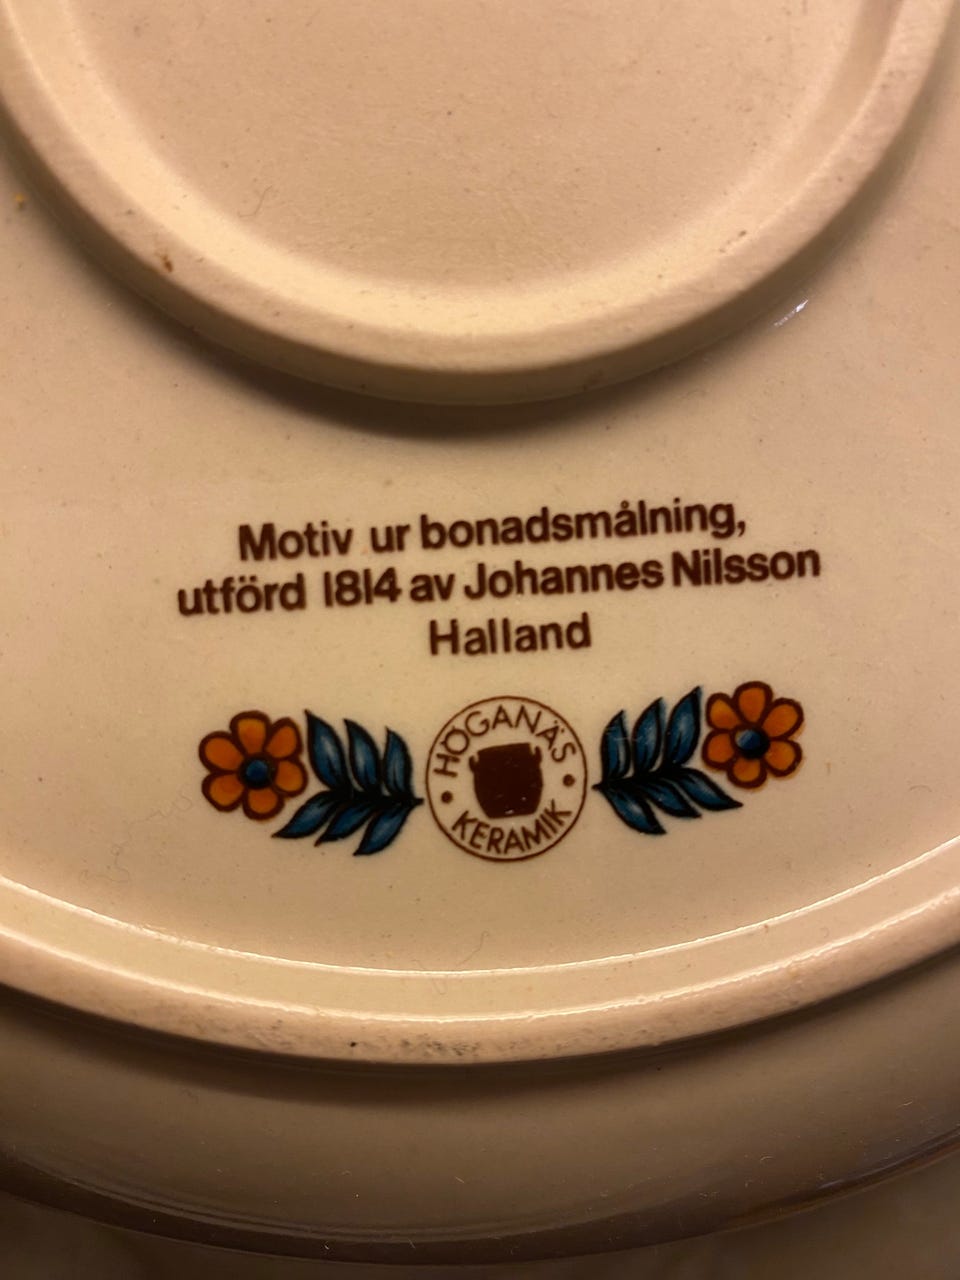 Motiv ur bonadsmålning,
utförd 1814 av Johannes Nilsson
Halland
HÖGANÄS
KERAMIK